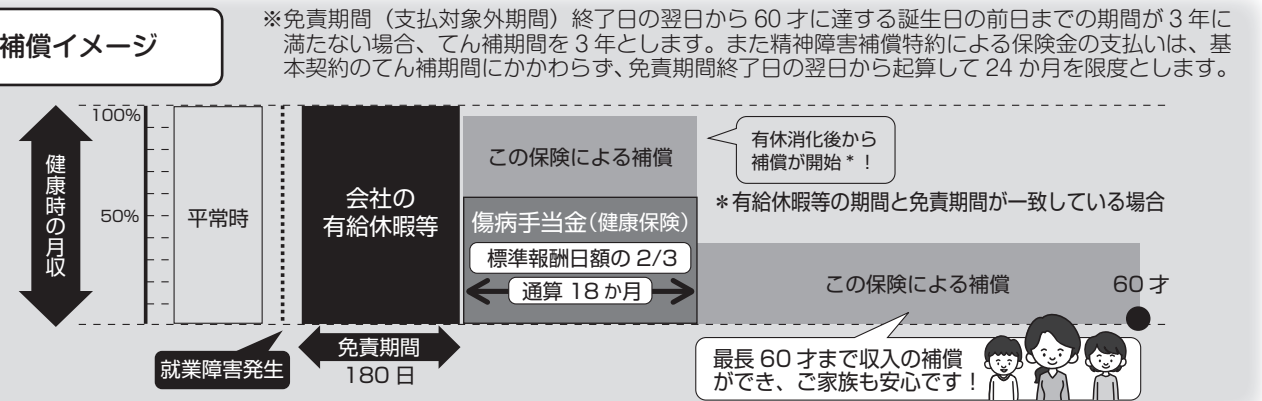 補償イメージ
※免責期間（支払対象外期間）終了日の翌日から 60 才に達する誕生日の前日までの期間が 3 年に
満たない場合、てん補期間を 3 年とします。また精神障害補償特約による保険金の支払いは、基
本契約のてん補期間にかかわらず、免責期間終了日の翌日から起算して 24 か月を限度とします。
健康時の月収
100%
50%
平常時
会社の
有給休暇等
この保険による補償
傷病手当金（健康保険）
標準報酬日額の 2/3
通算 18 か月
有休消化後から
補償が開始＊！
＊有給休暇等の期間と免責期間が一致している場合
この保険による補償
60 才
就業障害発生
免責期間
180 日
最長 60 才まで収入の補償
ができ、ご家族も安心です！